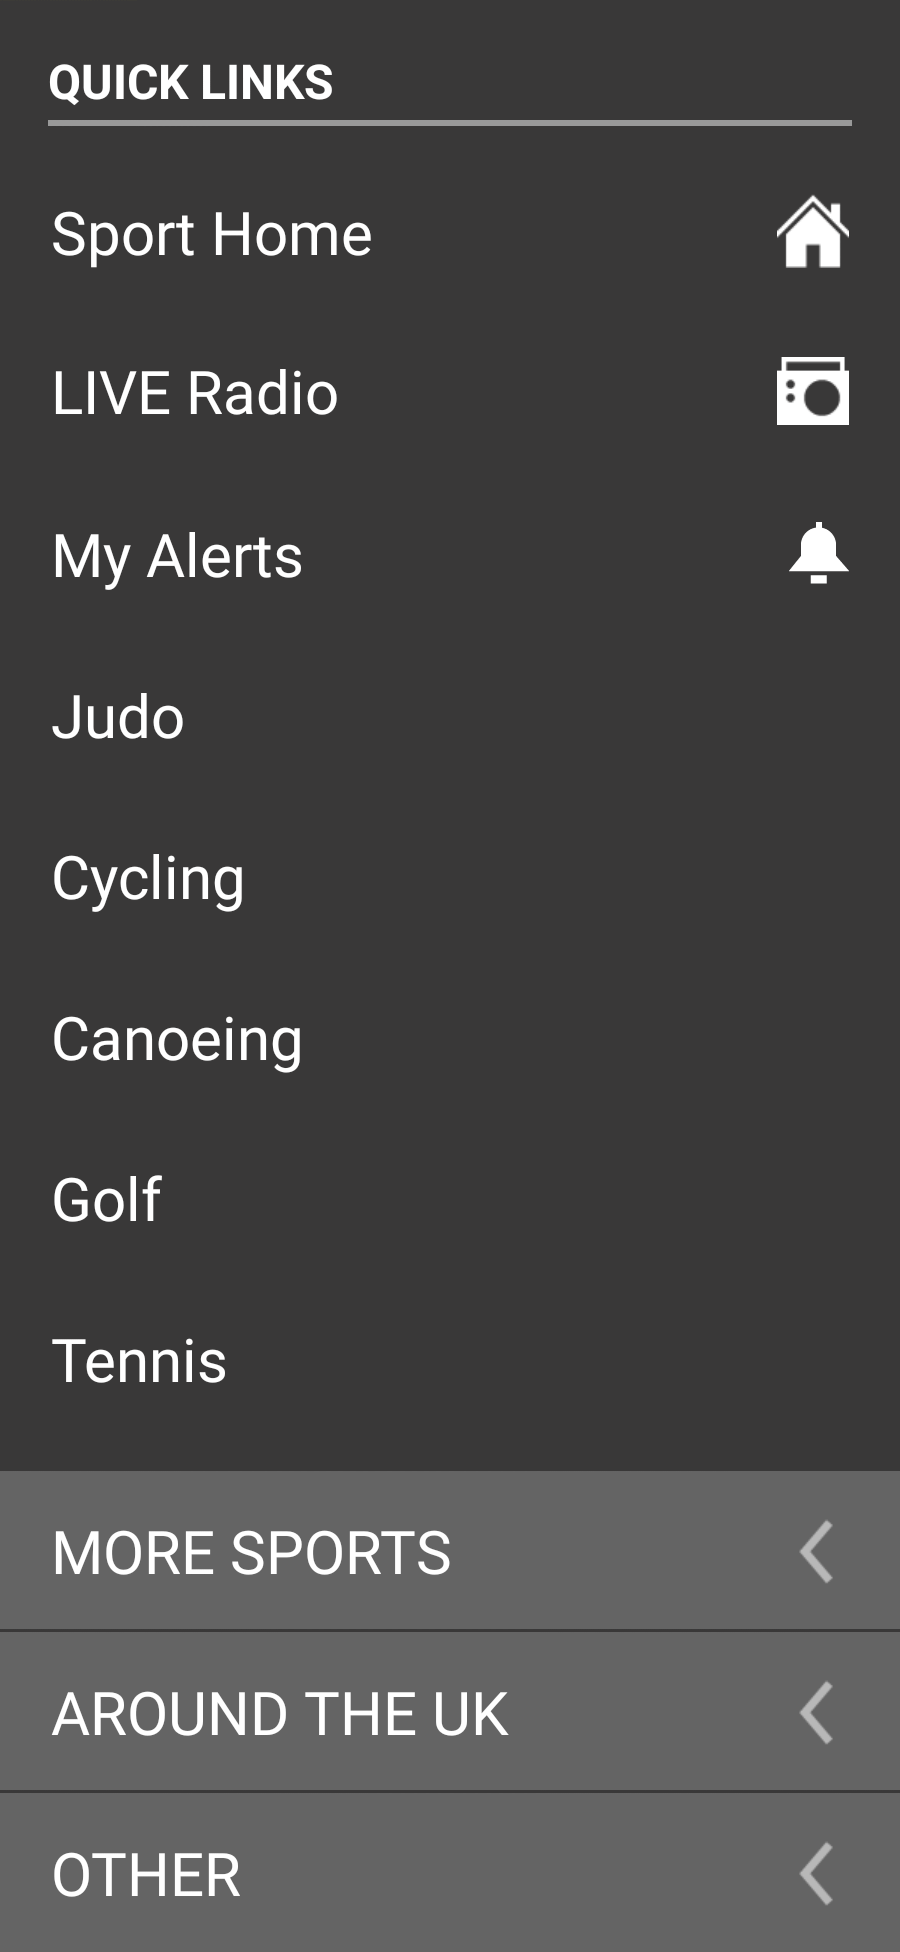 QUICK LINKS
Sport Home
LIVE Radio
My Alerts
Judo
Cycling
Canoeing
Golf
Tennis
MORE SPORTS
AROUND THE UK
OTHER